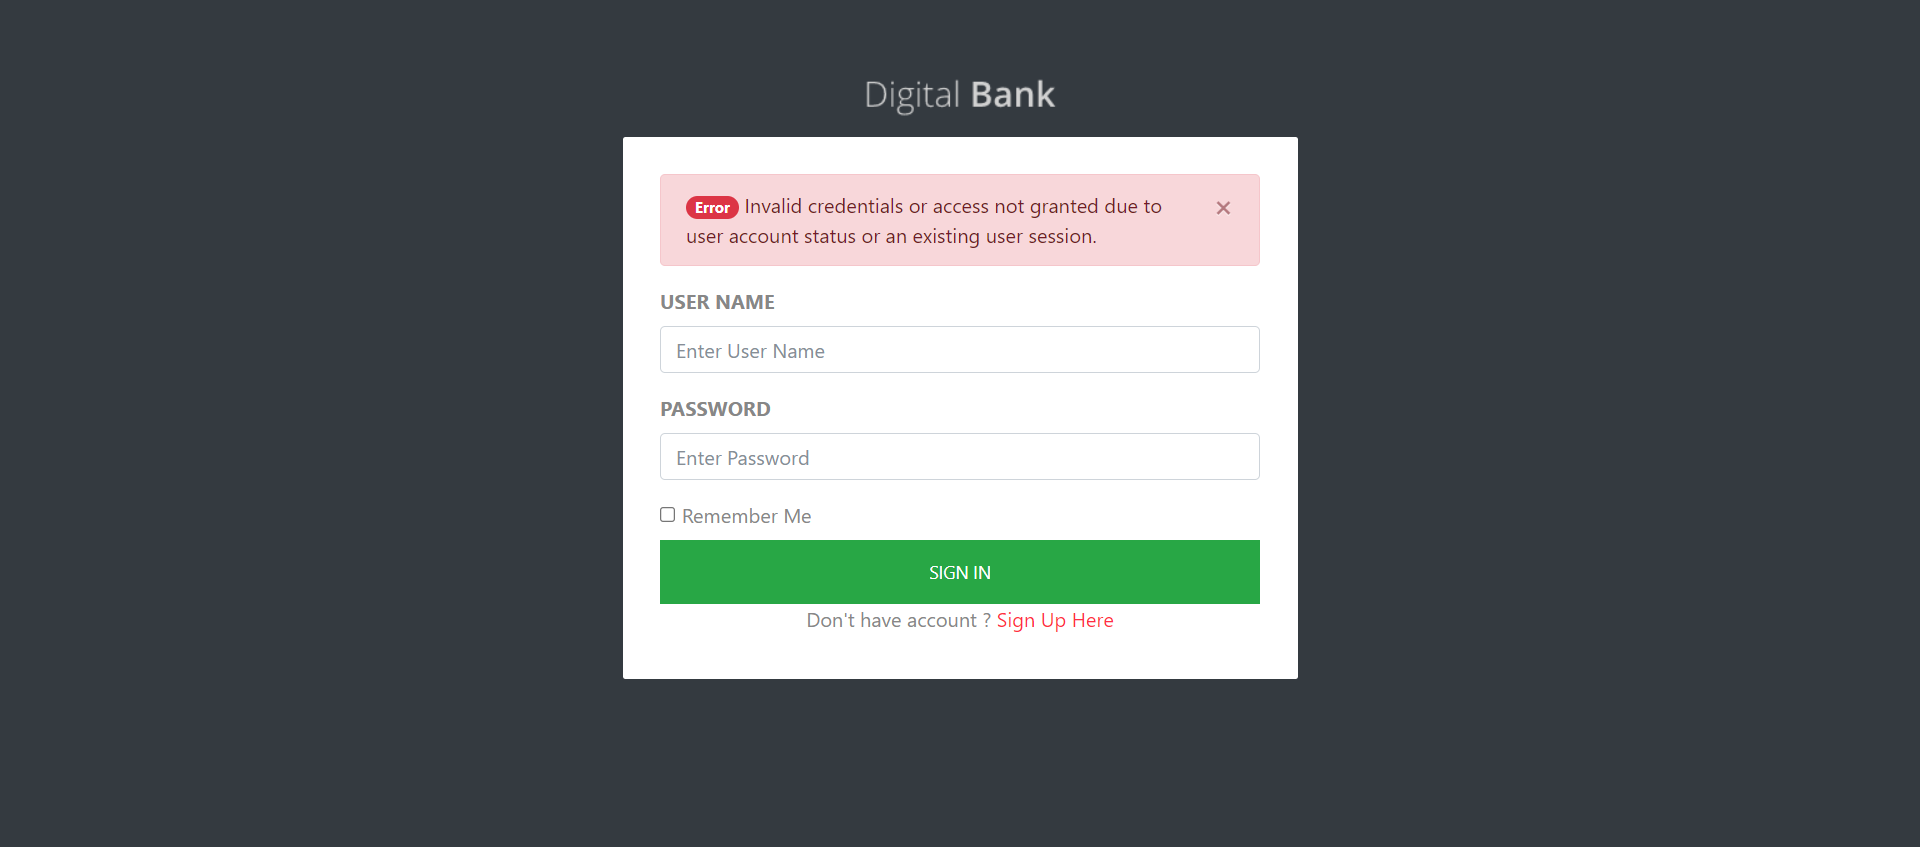 Digital Bank
Error Invalid credentials or access not granted due to
user account status or an existing user session.
×
USER NAME
Enter User Name
PASSWORD
Enter Password
Remember Me
SIGN IN
Don't have account ? Sign Up Here